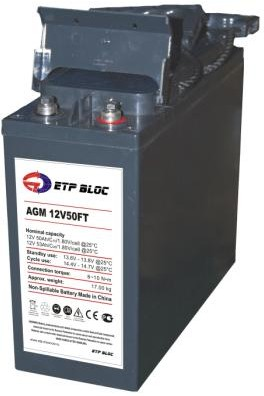 ETP BLOC
AGM 12V50FT
Nominal capacity
12V 50Ah/C₁₀/1.80V/cell @25°C
12V 53Ah/C₂₀/1.80V/cell @25°C
Standby use: 13.6V - 13.8V @25°C
Cycle use: 14.4V - 14.7V @25°C
Connection torque: 8~10 N·m
Approx. weight: 17.00 kg
Non-Spillable Battery Made in China
ETP BLOC